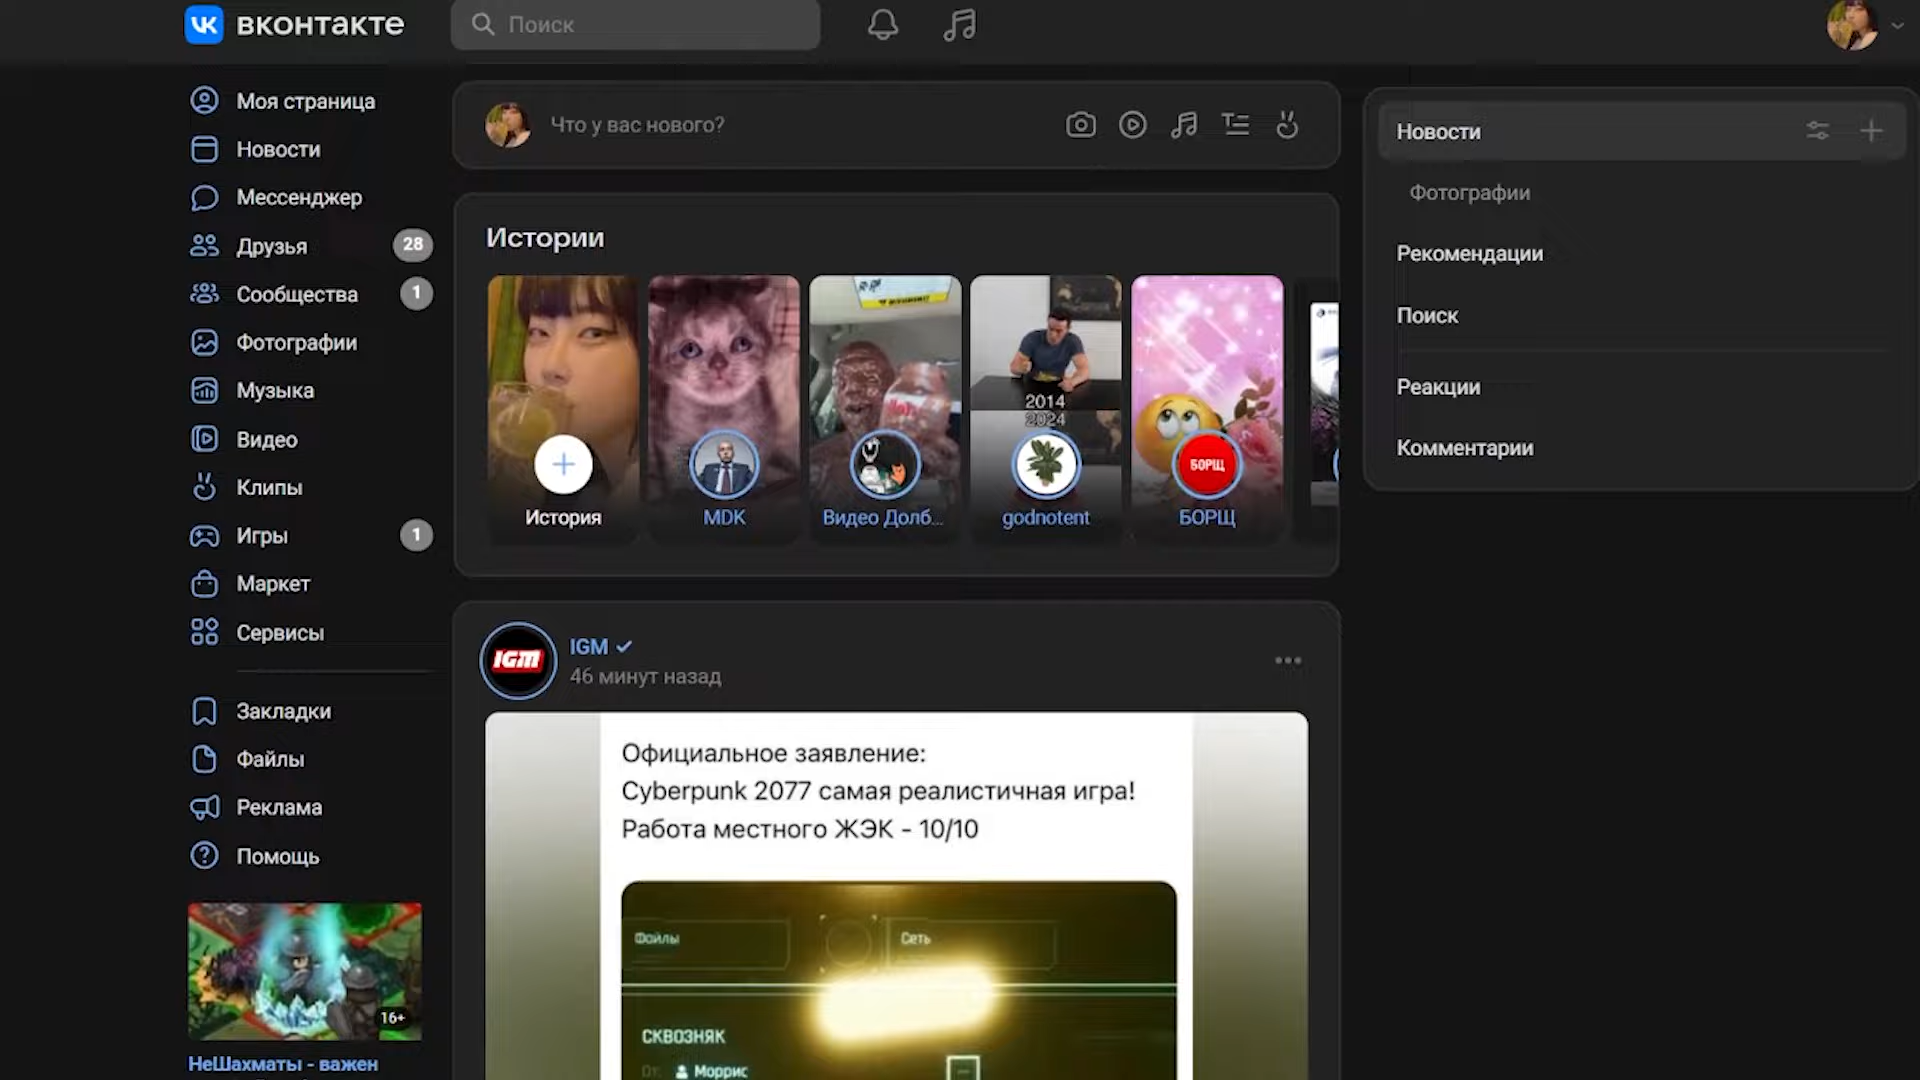 вконтакте
Поиск
Моя страница
Новости
Мессенджер
Друзья 28
Сообщества 1
Фотографии
Музыка
Видео
Клипы
Игры 1
Маркет
Сервисы
Закладки
Файлы
Реклама
Помощь
16+
НеШахматы - важен
Что у вас нового?
Истории
2014
2024
БОРЩ
История
MDK
Видео Долб...
godnotent
БОРЩ
IGM
IGM
46 минут назад
Официальное заявление:
Cyberpunk 2077 самая реалистичная игра!
Работа местного ЖЭК - 10/10
Файлы
Сеть
СКВОЗНЯК
От: Моррис
Новости
Фотографии
Рекомендации
Поиск
Реакции
Комментарии